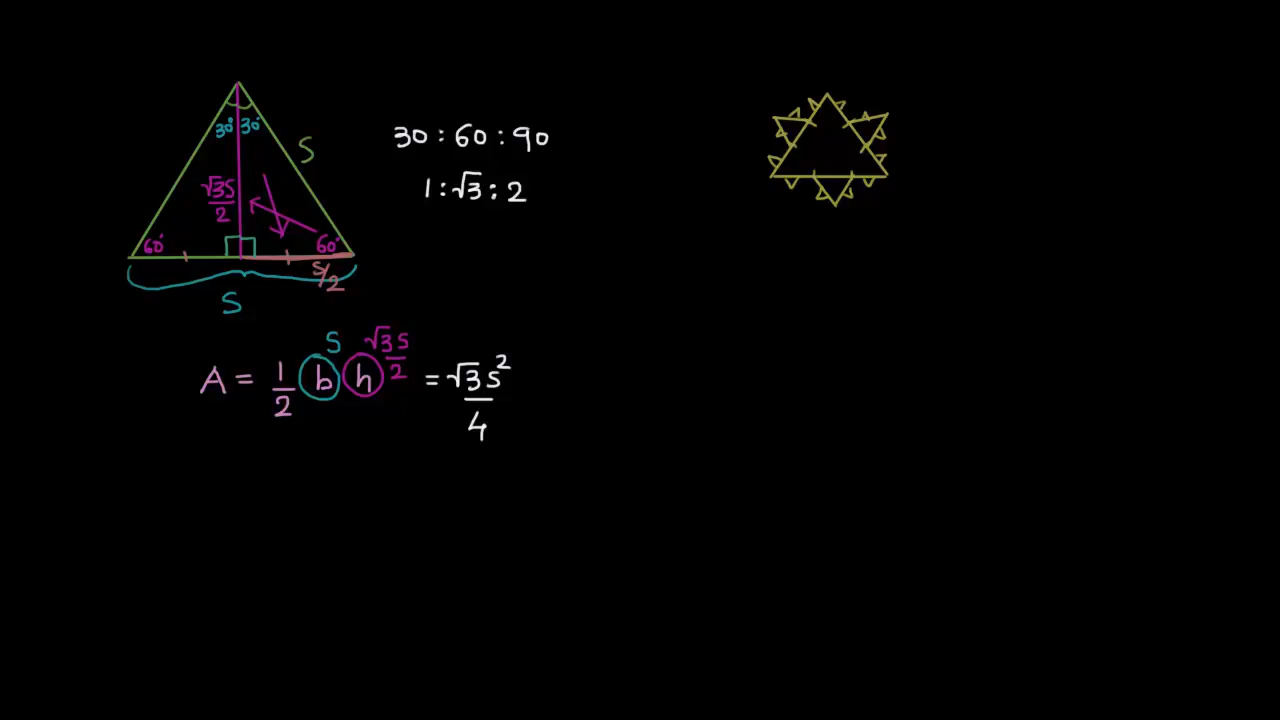 30° 30°
S
30 : 60 : 90
√3S/2
1 : √3 : 2
60° 60°
S/2
S
S √3S/2
A = 1/2 b h = √3S²/4